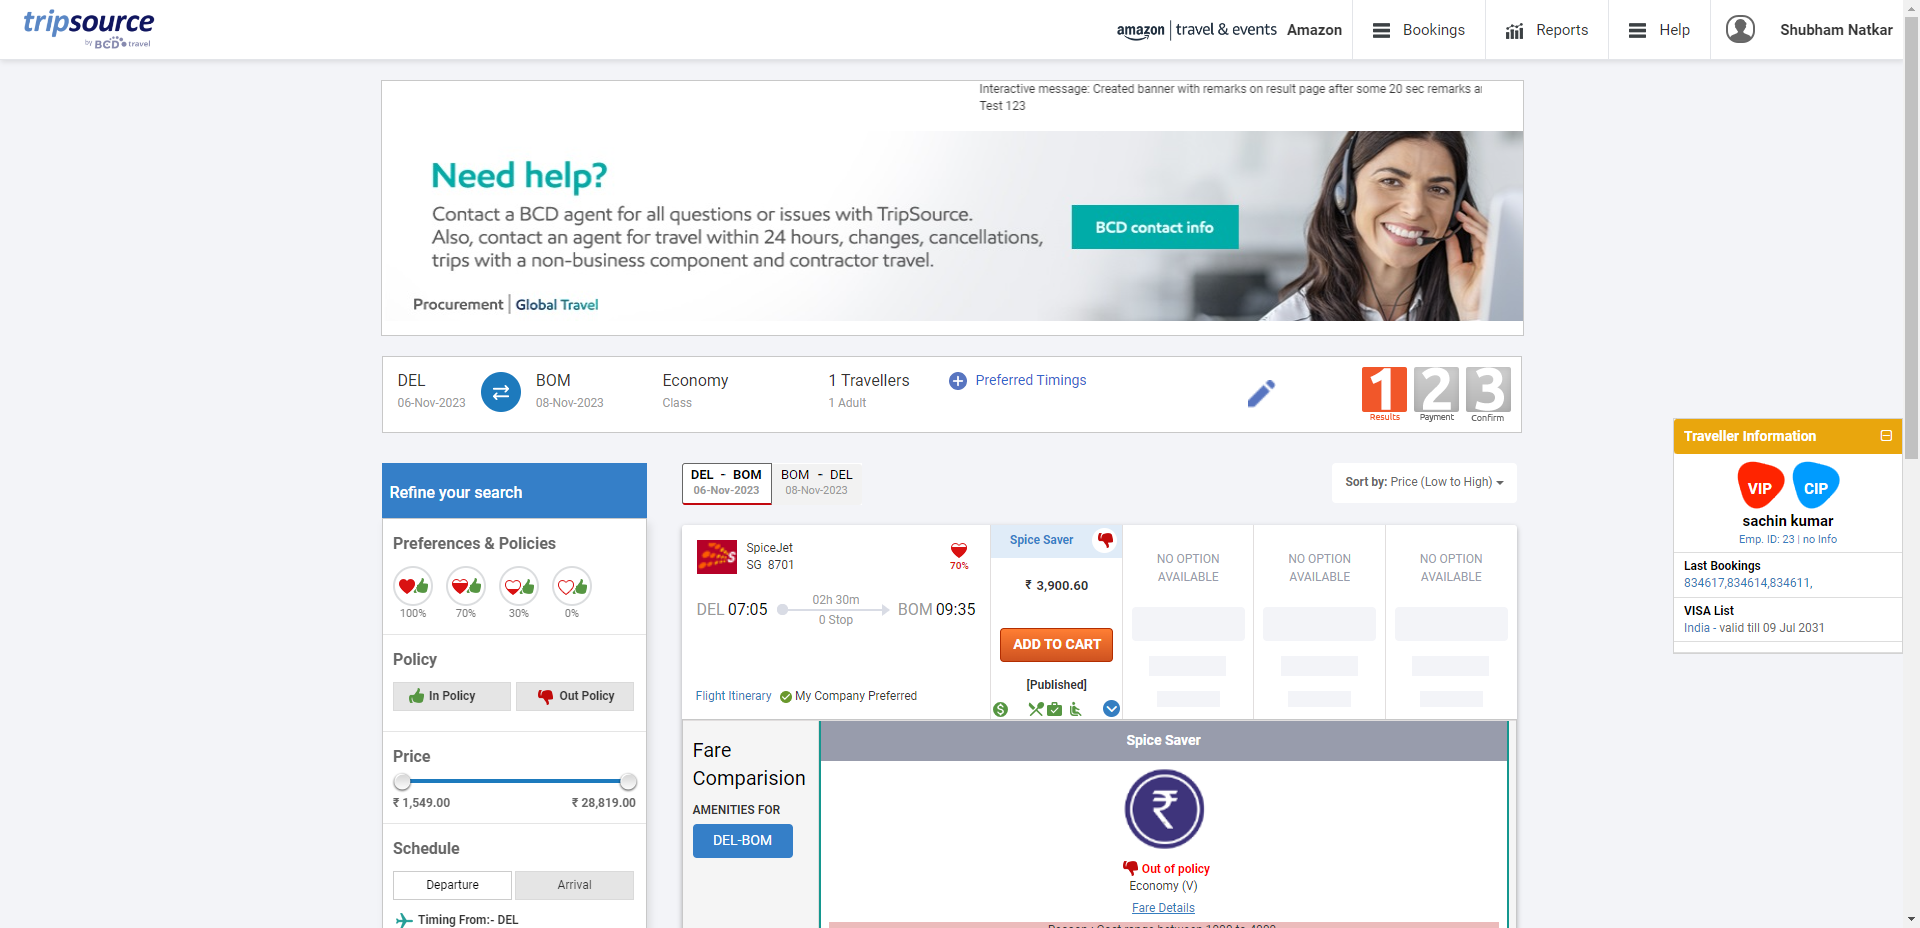 tripsource
by BCD travel
amazon | travel & events Amazon
Bookings
Reports
Help
Shubham Natkar
Interactive message: Created banner with remarks on result page after some 20 sec remarks
Test 123
Need help?
Contact a BCD agent for all questions or issues with TripSource.
Also, contact an agent for travel within 24 hours, changes, cancellations,
trips with a non-business component and contractor travel.
BCD contact info
Procurement | Global Travel
DEL
06-Nov-2023
BOM
08-Nov-2023
Economy
Class
1 Travellers
1 Adult
Preferred Timings
1
Results
2
Payment
3
Confirm
Refine your search
Preferences & Policies
100% 70% 30% 0%
Policy
In Policy
Out Policy
Price
₹ 1,549.00 ₹ 28,819.00
Schedule
Departure
Arrival
Timing From:- DEL
DEL - BOM
06-Nov-2023
BOM - DEL
08-Nov-2023
Sort by: Price (Low to High)
SpiceJet
SG 8701
70%
DEL 07:05
02h 30m
0 Stop
BOM 09:35
Flight Itinerary
My Company Preferred
Spice Saver
₹ 3,900.60
ADD TO CART
[Published]
NO OPTION
AVAILABLE
NO OPTION
AVAILABLE
NO OPTION
AVAILABLE
Fare
Comparision
AMENITIES FOR
DEL-BOM
Spice Saver
Out of policy
Economy (V)
Fare Details
Traveller Information
VIP
CIP
sachin kumar
Emp. ID: 23 | no Info
Last Bookings
834617,834614,834611,
VISA List
India - valid till 09 Jul 2031